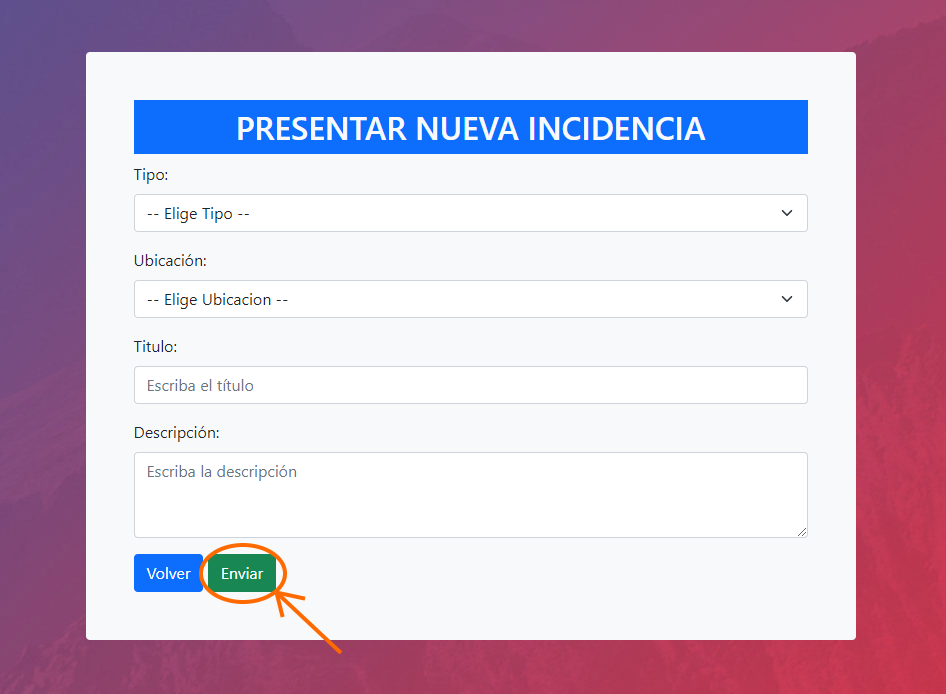 PRESENTAR NUEVA INCIDENCIA
Tipo:
-- Elige Tipo --
Ubicación:
-- Elige Ubicacion --
Titulo:
Escriba el título
Descripción:
Escriba la descripción
Volver Enviar